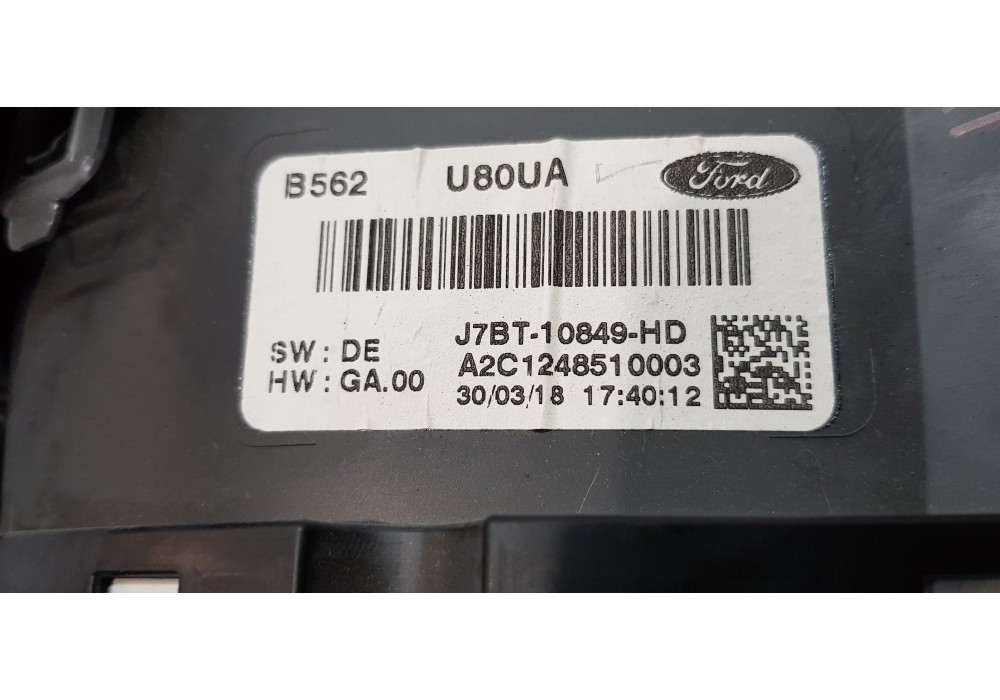 B562 U80UA Ford
J7BT-10849-HD
SW: DE A2C1248510003
HW: GA.00 30/03/18 17:40:12